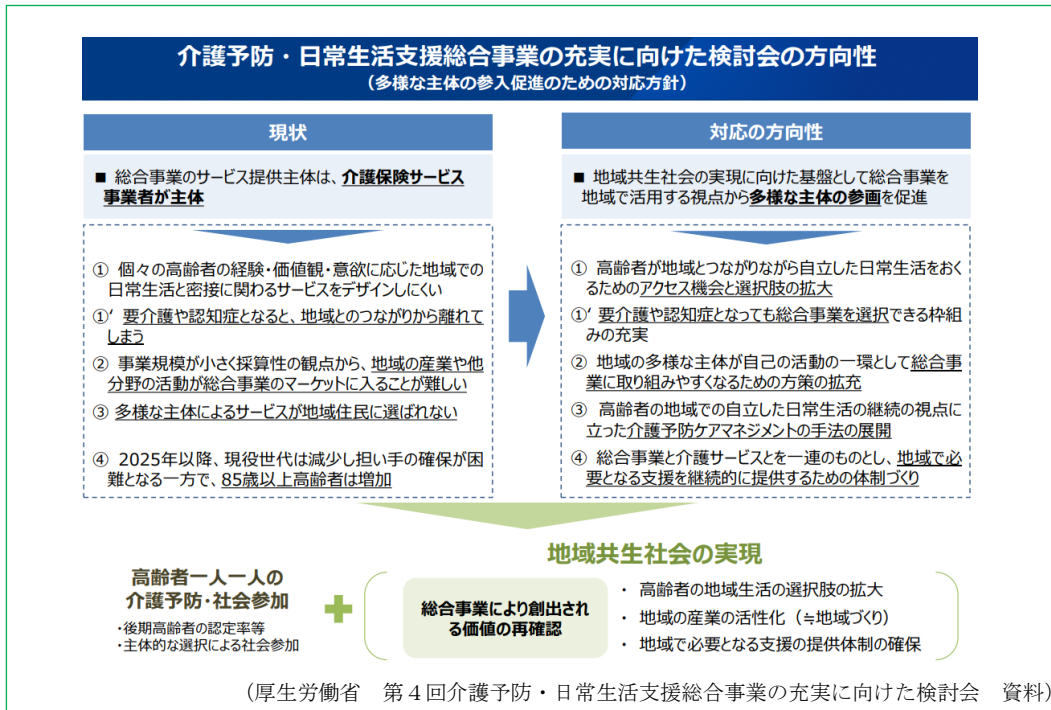 介護予防・日常生活支援総合事業の充実に向けた検討会の方向性
（多様な主体の参入促進のための対応方針）
現状
■ 総合事業のサービス提供主体は、介護保険サービス
事業者が主体
① 個々の高齢者の経験・価値観・意欲に応じた地域での
日常生活と密接に関わるサービスをデザインしにくい
①' 要介護や認知症となると、地域とのつながりから離れて
しまう
② 事業規模が小さく採算性の観点から、地域の産業や他
分野の活動が総合事業のマーケットに入ることが難しい
③ 多様な主体によるサービスが地域住民に選ばれない
④ 2025年以降、現役世代は減少し担い手の確保が困
難となる一方で、85歳以上高齢者は増加
対応の方向性
■ 地域共生社会の実現に向けた基盤として総合事業を
地域で活用する視点から多様な主体の参画を促進
① 高齢者が地域とつながりながら自立した日常生活をおく
るためのアクセス機会と選択肢の拡大
①' 要介護や認知症となっても総合事業を選択できる枠組
みの充実
② 地域の多様な主体が自己の活動の一環として総合事
業に取り組みやすくなるための方策の拡充
③ 高齢者の地域での自立した日常生活の継続の視点に
立った介護予防ケアマネジメントの手法の展開
④ 総合事業と介護サービスとを一連のものとし、地域で必
要となる支援を継続的に提供するための体制づくり
地域共生社会の実現
高齢者一人一人の
介護予防・社会参加
・後期高齢者の認定率等
・主体的な選択による社会参加
総合事業により創出され
る価値の再確認
・ 高齢者の地域生活の選択肢の拡大
・ 地域の産業の活性化（≒地域づくり）
・ 地域で必要となる支援の提供体制の確保
（厚生労働省　第４回介護予防・日常生活支援総合事業の充実に向けた検討会　資料）